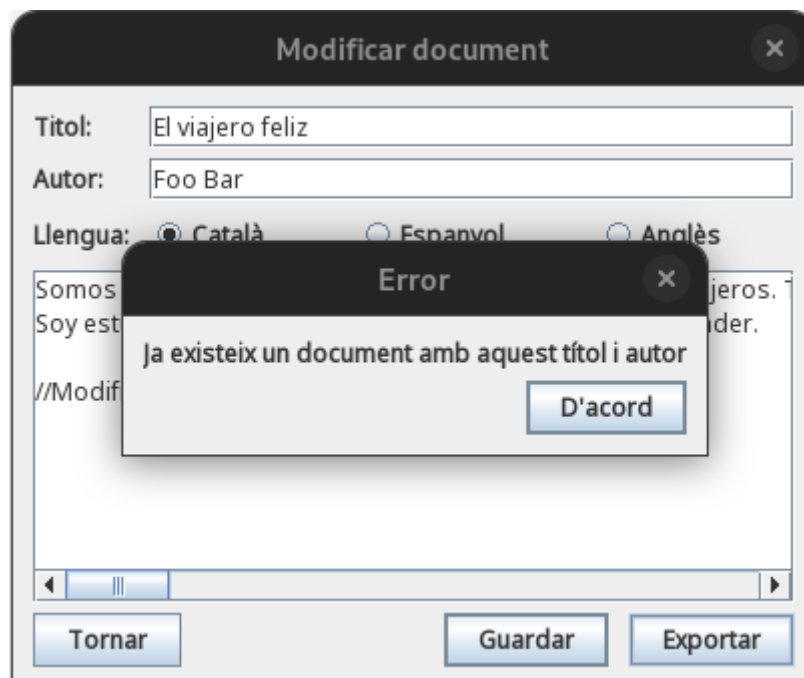 Modificar document
Titol: El viajero feliz
Autor: Foo Bar
Llengua: Català Espanyol Anglès
Somos jeros. T
Soy est nder.
//Modif
Error
Ja existeix un document amb aquest títol i autor
D'acord
Tornar Guardar Exportar